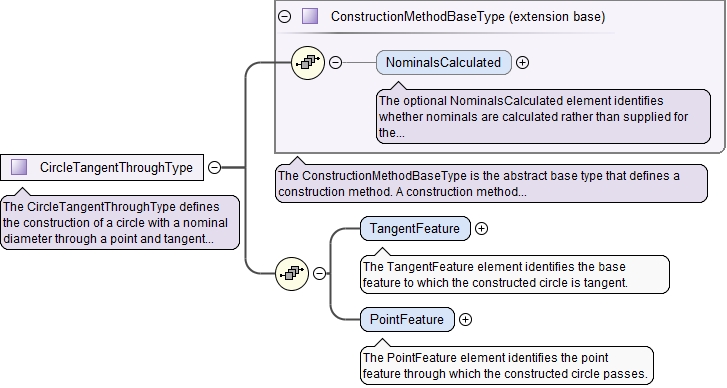 ConstructionMethodBaseType (extension base)
NominalsCalculated
The optional NominalsCalculated element identifies
whether nominals are calculated rather than supplied for
the...
CircleTangentThroughType
The ConstructionMethodBaseType is the abstract base type that defines a
construction method. A construction method...
The CircleTangentThroughType defines
the construction of a circle with a nominal
diameter through a point and tangent...
TangentFeature
The TangentFeature element identifies the base
feature to which the constructed circle is tangent.
PointFeature
The PointFeature element identifies the point
feature through which the constructed circle passes.